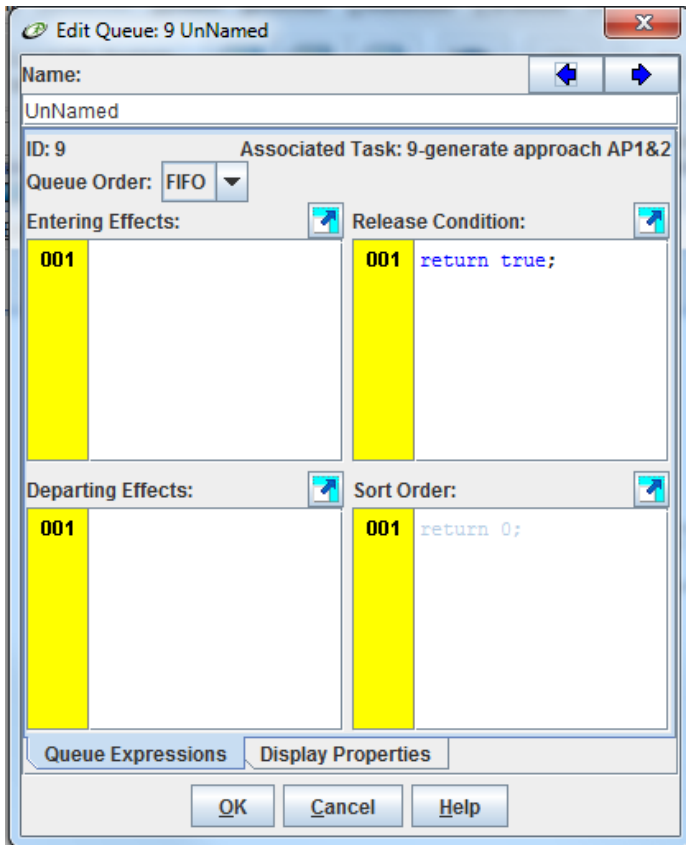 Edit Queue: 9 UnNamed
Name:
UnNamed
ID: 9 Associated Task: 9-generate approach AP1&2
Queue Order: FIFO
Entering Effects: Release Condition:
001 001 return true;
Departing Effects: Sort Order:
001 001 return 0;
Queue Expressions Display Properties
OK Cancel Help